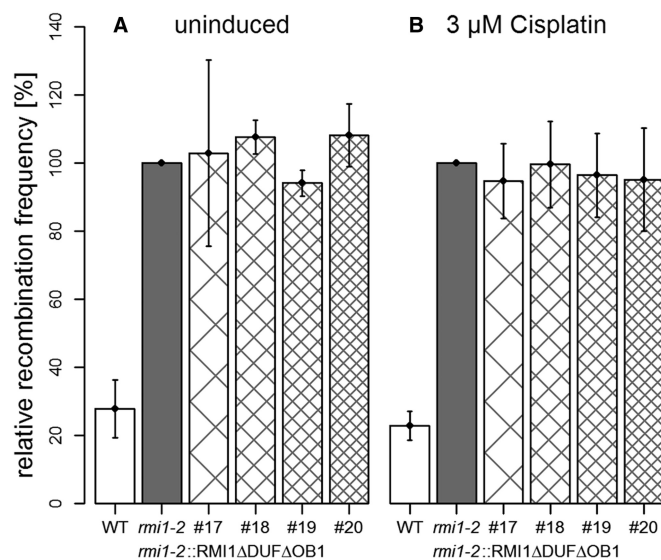 A uninduced
B 3 µM Cisplatin
relative recombination frequency [%]
140
120
100
80
60
40
20
0
WT rmi1-2 #17 #18 #19 #20
rmi1-2::RMI1ΔDUFΔOB1
WT rmi1-2 #17 #18 #19 #20
rmi1-2::RMI1ΔDUFΔOB1